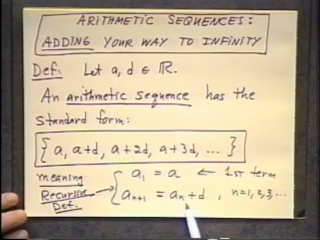 ARITHMETIC SEQUENCES:
ADDING YOUR WAY TO INFINITY
Def: Let a, d ∈ ℝ.
An arithmetic sequence has the
standard form:
{ a, a+d, a+2d, a+3d, ... }
meaning
Recursive Def. { a₁ = a ← 1st term
aₙ₊₁ = aₙ + d , n=1,2,3,...